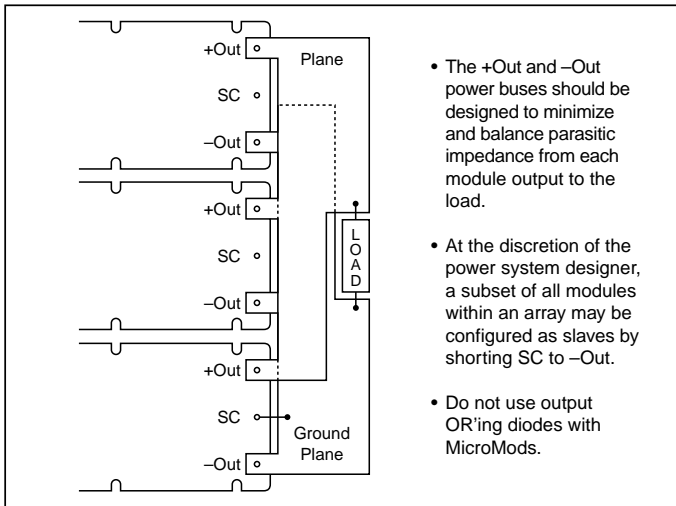 +Out
Plane
SC
–Out
+Out
SC
–Out
LOAD
+Out
SC
Ground
Plane
–Out
• The +Out and –Out
power buses should be
designed to minimize
and balance parasitic
impedance from each
module output to the
load.
• At the discretion of the
power system designer,
a subset of all modules
within an array may be
configured as slaves by
shorting SC to –Out.
• Do not use output
OR'ing diodes with
MicroMods.